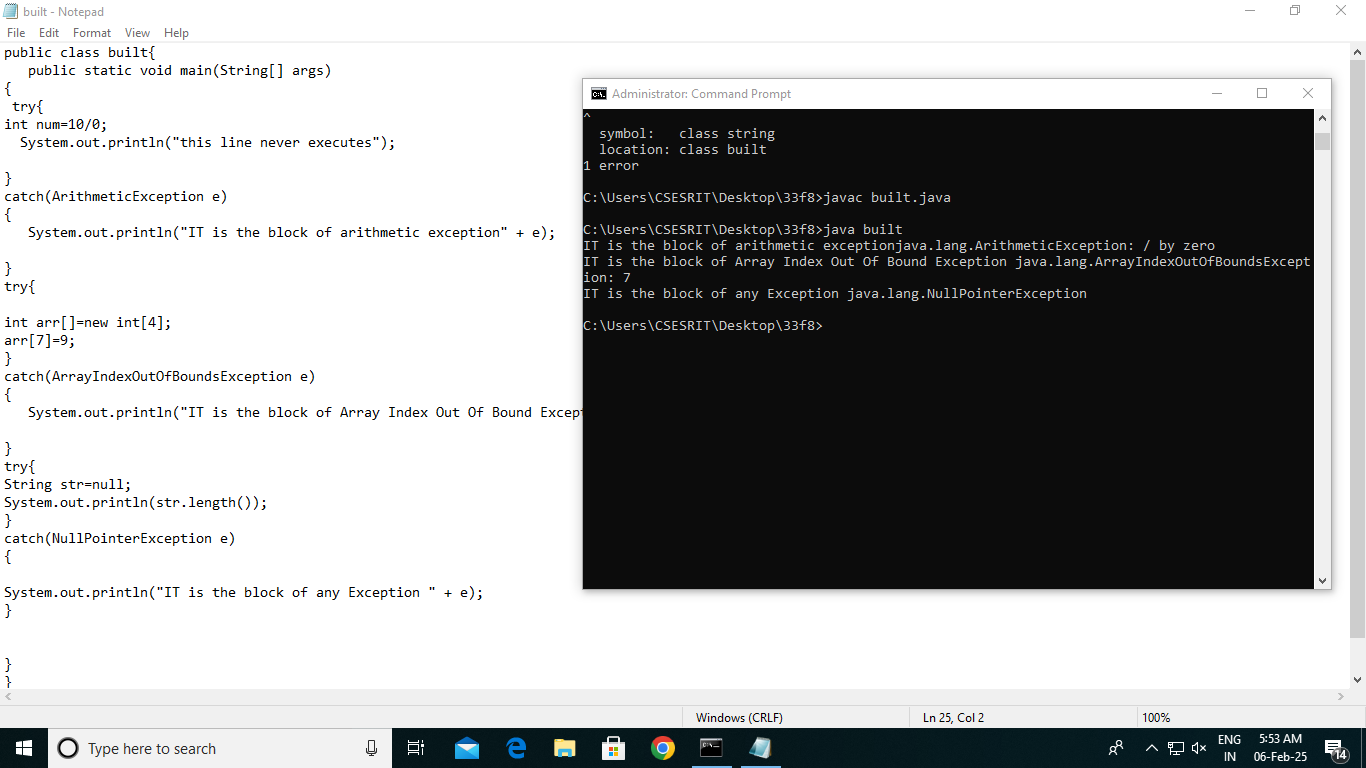 built - Notepad
File Edit Format View Help
public class built{
   public static void main(String[] args)
{
 try{
int num=10/0;
  System.out.println("this line never executes");
}
catch(ArithmeticException e)
{
   System.out.println("IT is the block of arithmetic exception" + e);
}
try{
int arr[]=new int[4];
arr[7]=9;
}
catch(ArrayIndexOutOfBoundsException e)
{
   System.out.println("IT is the block of Array Index Out Of Bound Except
}
try{
String str=null;
System.out.println(str.length());
}
catch(NullPointerException e)
{
System.out.println("IT is the block of any Exception " + e);
}
}
}
Administrator: Command Prompt
^
  symbol:   class string
  location: class built
1 error
C:\Users\CSESRIT\Desktop\33f8>javac built.java
C:\Users\CSESRIT\Desktop\33f8>java built
IT is the block of arithmetic exceptionjava.lang.ArithmeticException: / by zero
IT is the block of Array Index Out Of Bound Exception java.lang.ArrayIndexOutOfBoundsExcept
ion: 7
IT is the block of any Exception java.lang.NullPointerException
C:\Users\CSESRIT\Desktop\33f8>
Windows (CRLF) Ln 25, Col 2 100%
Type here to search
ENG
IN
5:53 AM
06-Feb-25
14